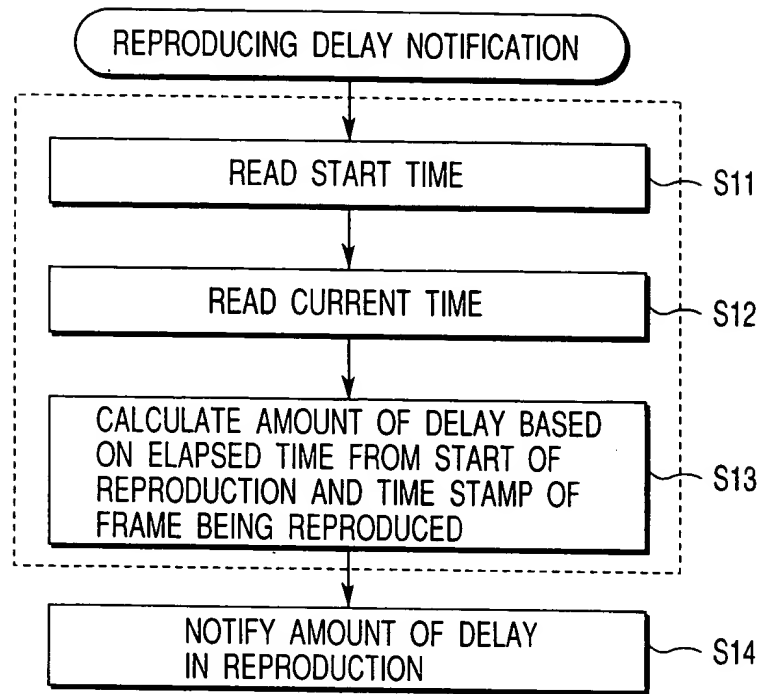 REPRODUCING DELAY NOTIFICATION
READ START TIME
S11
READ CURRENT TIME
S12
CALCULATE AMOUNT OF DELAY BASED
ON ELAPSED TIME FROM START OF
REPRODUCTION AND TIME STAMP OF
FRAME BEING REPRODUCED
S13
NOTIFY AMOUNT OF DELAY
IN REPRODUCTION
S14